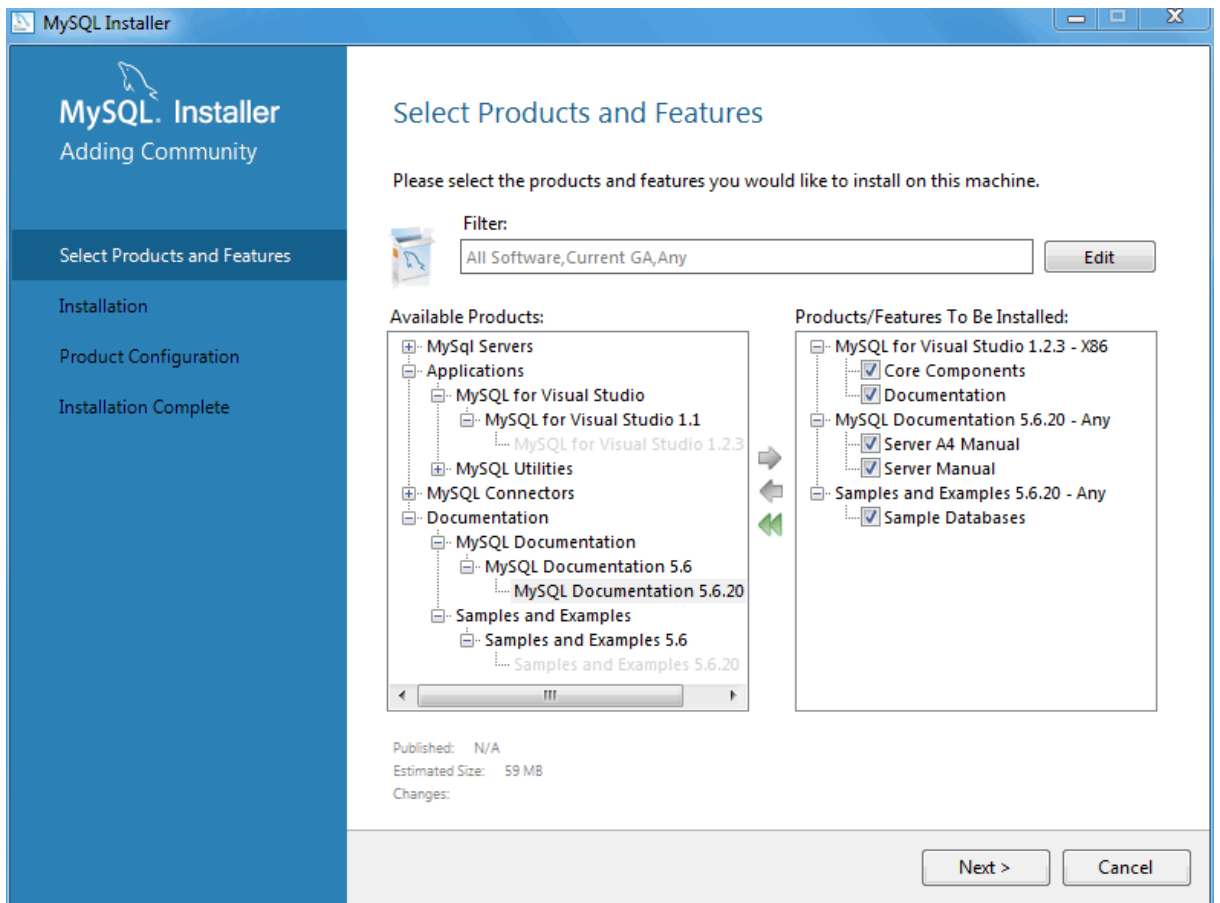 MySQL Installer
MySQL. Installer
Adding Community
Select Products and Features
Installation
Product Configuration
Installation Complete
Select Products and Features
Please select the products and features you would like to install on this machine.
Filter:
All Software,Current GA,Any
Edit
Available Products:
MySql Servers
Applications
MySQL for Visual Studio
MySQL for Visual Studio 1.1
MySQL for Visual Studio 1.2.3
MySQL Utilities
MySQL Connectors
Documentation
MySQL Documentation
MySQL Documentation 5.6
MySQL Documentation 5.6.20
Samples and Examples
Samples and Examples 5.6
Samples and Examples 5.6.20
Products/Features To Be Installed:
MySQL for Visual Studio 1.2.3 - X86
Core Components
Documentation
MySQL Documentation 5.6.20 - Any
Server A4 Manual
Server Manual
Samples and Examples 5.6.20 - Any
Sample Databases
Published: N/A
Estimated Size: 59 MB
Changes:
Next >
Cancel